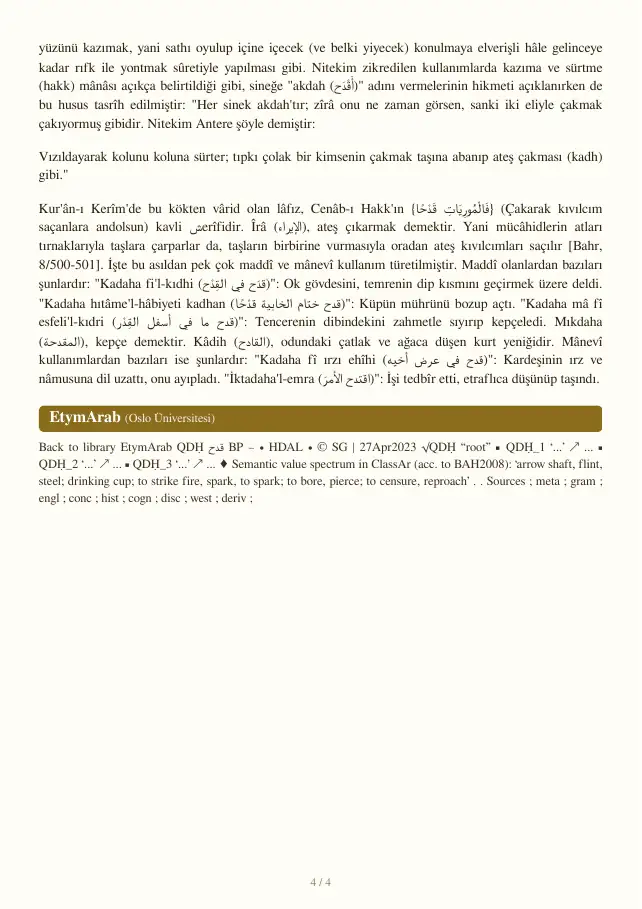 yüzünü kazımak, yani sathı oyulup içine içecek (ve belki yiyecek) konulmaya elverişli hâle gelinceye
kadar rıfk ile yontmak sûretiyle yapılması gibi. Nitekim zikredilen kullanımlarda kazıma ve sürtme
(hakk) mânâsı açıkça belirtildiği gibi, sineğe "akdah (أَقْدَح)" adını vermelerinin hikmeti açıklanırken de
bu husus tasrîh edilmiştir: "Her sinek akdah'tır; zîrâ onu ne zaman görsen, sanki iki eliyle çakmak
çakıyormuş gibidir. Nitekim Antere şöyle demiştir:
Vızıldayarak kolunu koluna sürter; tıpkı çolak bir kimsenin çakmak taşına abanıp ateş çakması (kadh)
gibi."
Kur'ân-ı Kerîm'de bu kökten vârid olan lâfız, Cenâb-ı Hakk'ın {فَالْمُورِيَاتِ قَدْحًا} (Çakarak kıvılcım
saçanlara andolsun) kavli شerîfidir. Îrâ (الإيراء), ateş çıkarmak demektir. Yani mücâhidlerin atları
tırnaklarıyla taşlara çarparlar da, taşların birbirine vurmasıyla oradan ateş kıvılcımları saçılır [Bahr,
8/500-501]. İşte bu asıldan pek çok maddî ve mânevî kullanım türetilmiştir. Maddî olanlardan bazıları
şunlardır: "Kadaha fi'l-kıdhi (قدح في القِدْح)": Ok gövdesini, temrenin dip kısmını geçirmek üzere deldi.
"Kadaha hıtâme'l-hâbiyeti kadhan (قدح ختام الخابية قدْحًا)": Küpün mührünü bozup açtı. "Kadaha mâ fî
esfeli'l-kıdri (قدح ما في أسفل القِدْر)": Tencerenin dibindekini zahmetle sıyırıp kepçeledi. Mıkdaha
(المقدحة), kepçe demektir. Kâdih (القادح), odundaki çatlak ve ağaca düşen kurt yeniğidir. Mânevî
kullanımlardan bazıları ise şunlardır: "Kadaha fî ırzı ehîhi (قدح في عرض أخيه)": Kardeşinin ırz ve
nâmusuna dil uzattı, onu ayıpladı. "İktadaha'l-emra (اقتدح الأمرَ)": İşi tedbîr etti, etraflıca düşünüp taşındı.
EtymArab (Oslo Üniversitesi)
Back to library EtymArab QDḤ قدح BP – • HDAL • © SG | 27Apr2023 √QDḤ “root” ▪ QDḤ_1 ‘...’ ↗ ... ▪
QDḤ_2 ‘...’ ↗ ... ▪ QDḤ_3 ‘...’ ↗ ... ♦ Semantic value spectrum in ClassAr (acc. to BAH2008): ‘arrow shaft, flint,
steel; drinking cup; to strike fire, spark, to spark; to bore, pierce; to censure, reproach’ . . Sources ; meta ; gram ;
engl ; conc ; hist ; cogn ; disc ; west ; deriv ;
4 / 4